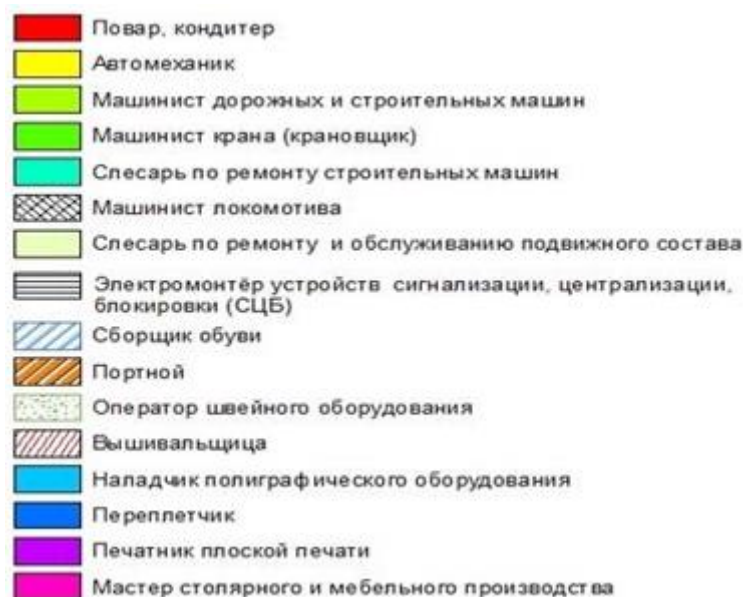 Повар, кондитер
Автомеханик
Машинист дорожных и строительных машин
Машинист крана (крановщик)
Слесарь по ремонту строительных машин
Машинист локомотива
Слесарь по ремонту и обслуживанию подвижного состава
Электромонтёр устройств сигнализации, централизации,
блокировки (СЦБ)
Сборщик обуви
Портной
Оператор швейного оборудования
Вышивальщица
Наладчик полиграфического оборудования
Переплетчик
Печатник плоской печати
Мастер столярного и мебельного производства